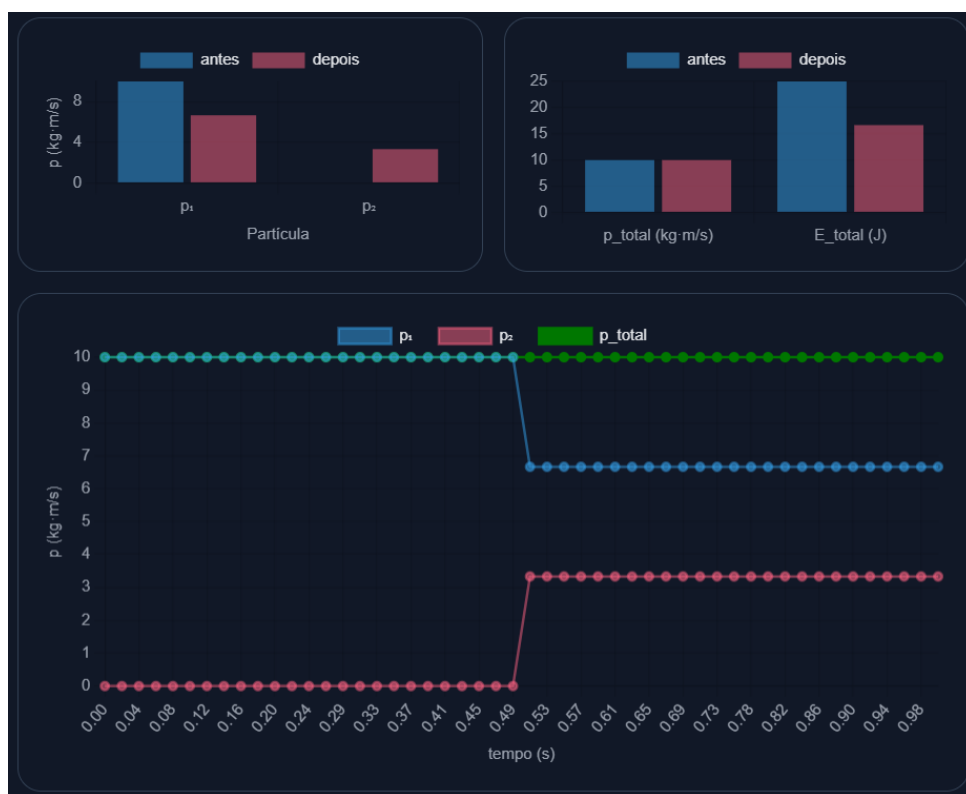 antes depois
8
4
0
p (kg·m/s)
p₁ p₂
Partícula
antes depois
25
20
15
10
5
0
p_total (kg·m/s) E_total (J)
p₁ p₂ p_total
10
9
8
7
6
5
4
3
2
1
0
p (kg·m/s)
0.00 0.04 0.08 0.12 0.16 0.20 0.24 0.29 0.33 0.37 0.41 0.45 0.49 0.53 0.57 0.61 0.65 0.69 0.73 0.78 0.82 0.86 0.90 0.94 0.98
tempo (s)